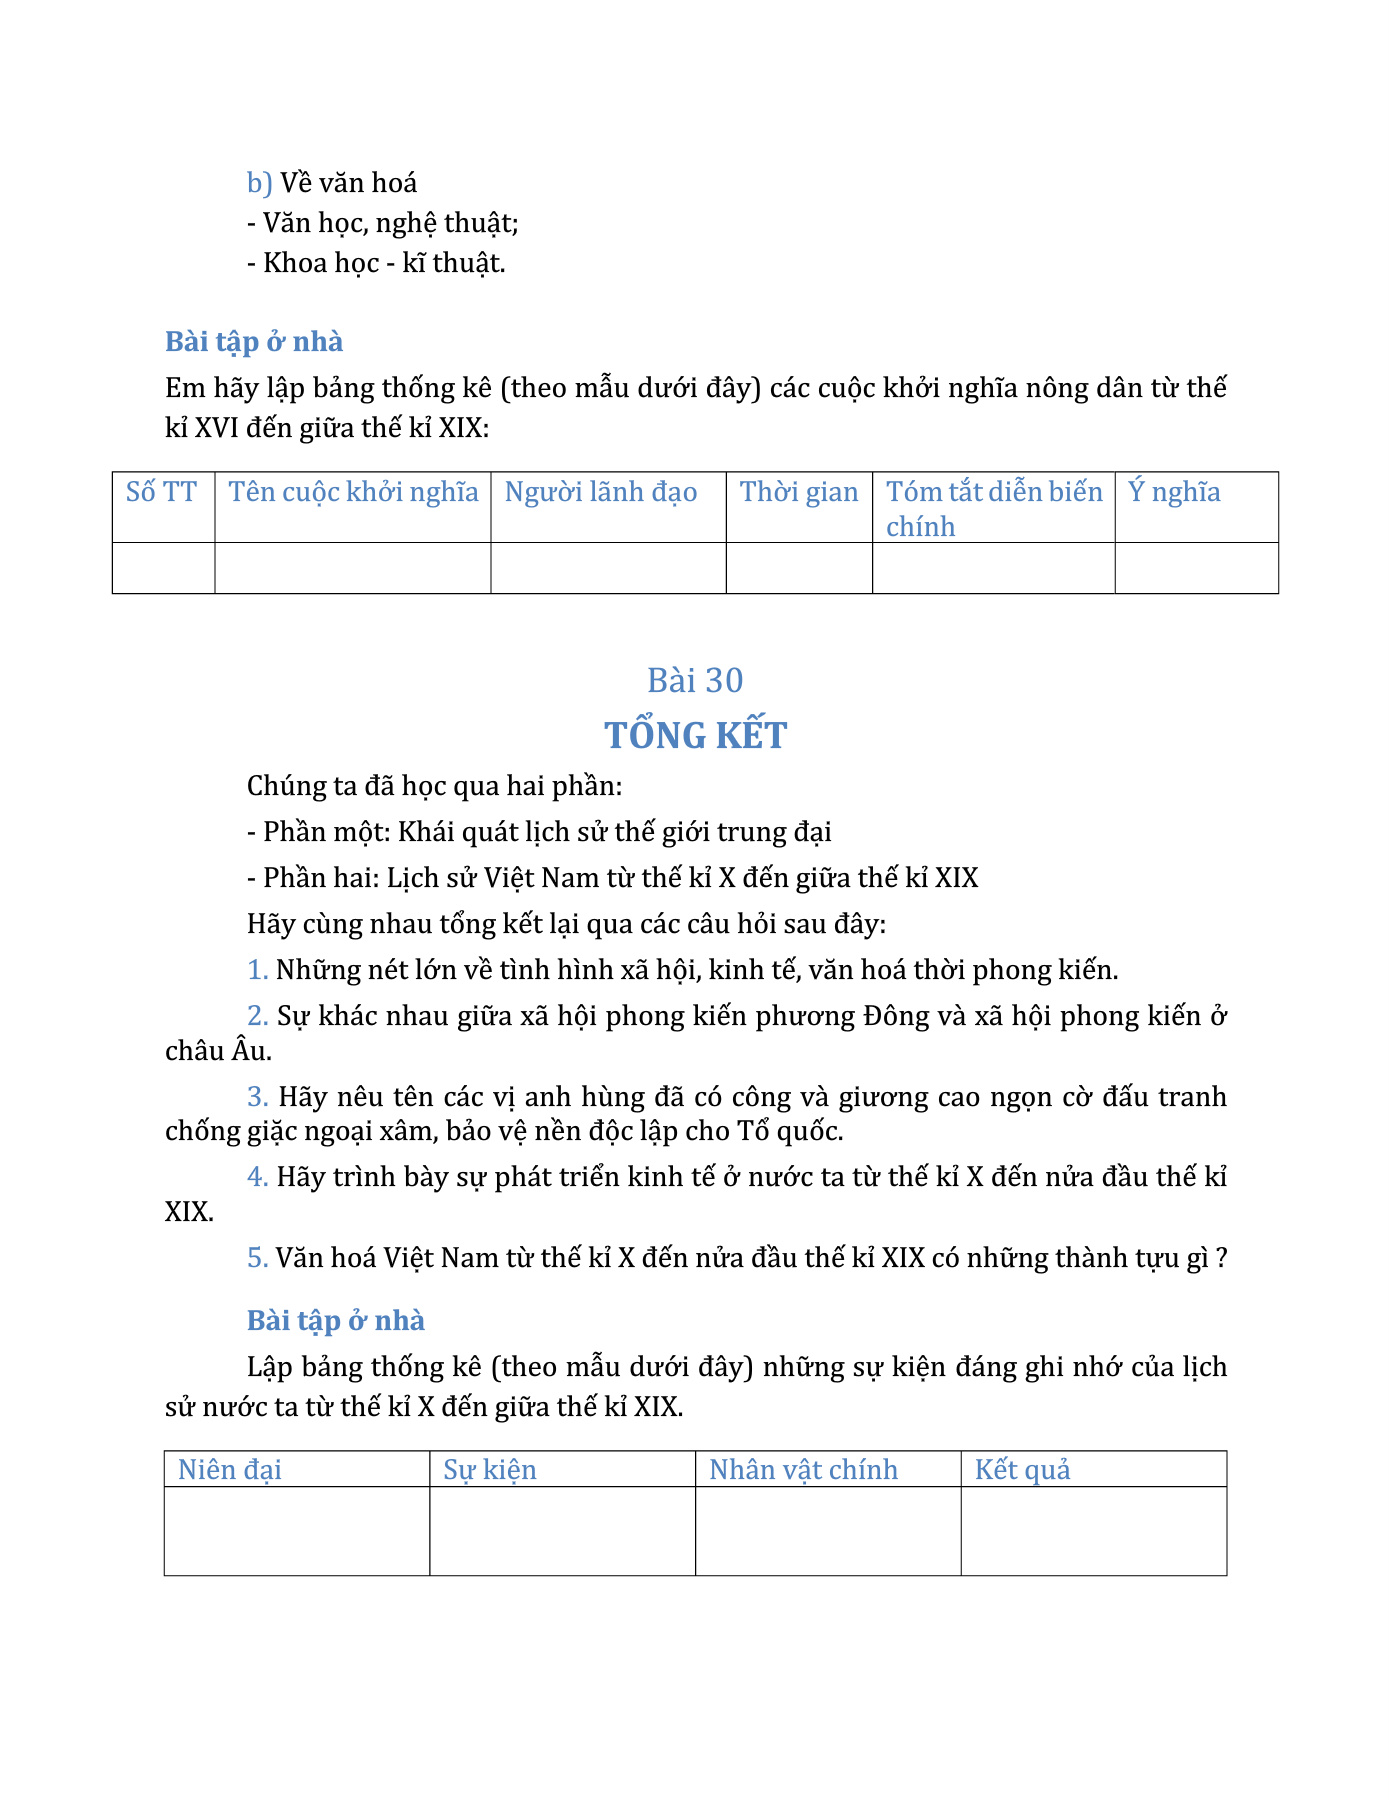 b) Về văn hoá
- Văn học, nghệ thuật;
- Khoa học - kĩ thuật.
Bài tập ở nhà
Em hãy lập bảng thống kê (theo mẫu dưới đây) các cuộc khởi nghĩa nông dân từ thế
kỉ XVI đến giữa thế kỉ XIX:
Số TT Tên cuộc khởi nghĩa Người lãnh đạo Thời gian Tóm tắt diễn biến Ý nghĩa
chính
Bài 30
TỔNG KẾT
Chúng ta đã học qua hai phần:
- Phần một: Khái quát lịch sử thế giới trung đại
- Phần hai: Lịch sử Việt Nam từ thế kỉ X đến giữa thế kỉ XIX
Hãy cùng nhau tổng kết lại qua các câu hỏi sau đây:
1. Những nét lớn về tình hình xã hội, kinh tế, văn hoá thời phong kiến.
2. Sự khác nhau giữa xã hội phong kiến phương Đông và xã hội phong kiến ở
châu Âu.
3. Hãy nêu tên các vị anh hùng đã có công và giương cao ngọn cờ đấu tranh
chống giặc ngoại xâm, bảo vệ nền độc lập cho Tổ quốc.
4. Hãy trình bày sự phát triển kinh tế ở nước ta từ thế kỉ X đến nửa đầu thế kỉ
XIX.
5. Văn hoá Việt Nam từ thế kỉ X đến nửa đầu thế kỉ XIX có những thành tựu gì ?
Bài tập ở nhà
Lập bảng thống kê (theo mẫu dưới đây) những sự kiện đáng ghi nhớ của lịch
sử nước ta từ thế kỉ X đến giữa thế kỉ XIX.
Niên đại Sự kiện Nhân vật chính Kết quả